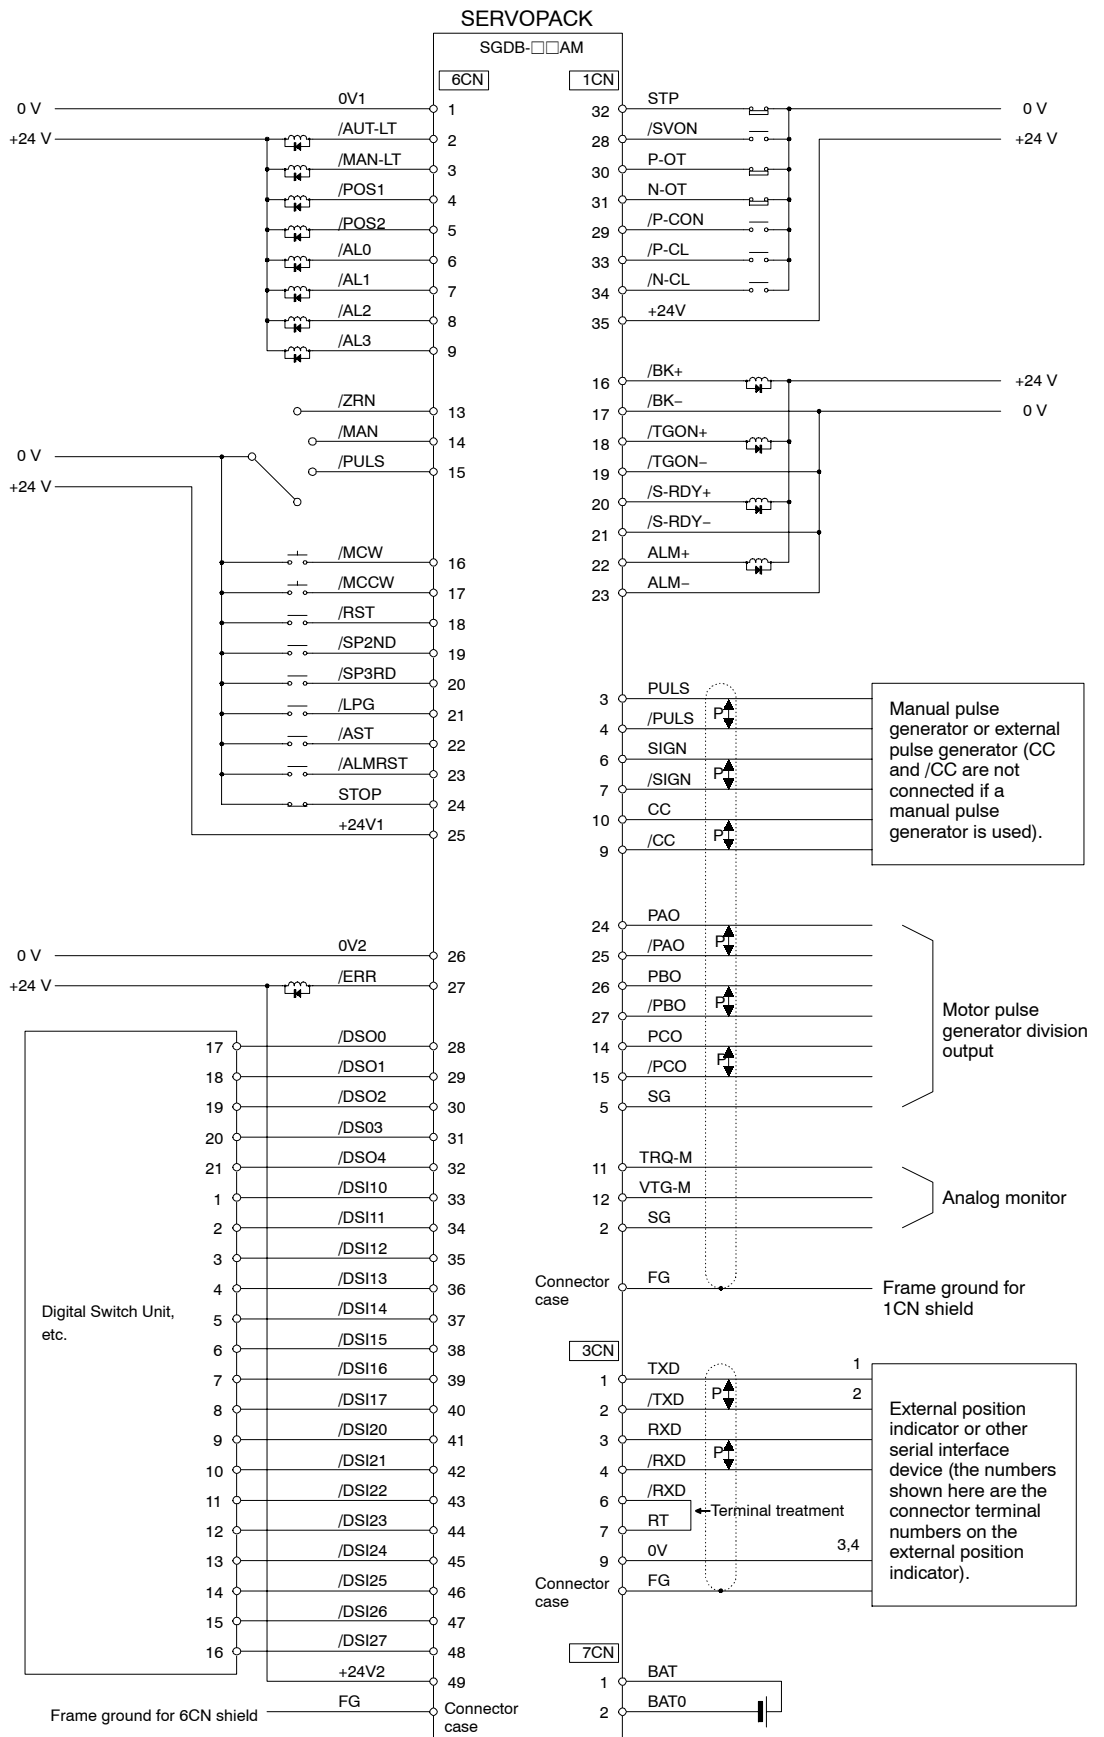 SERVOPACK
SGDB-□□AM
6CN
0 V 0V1 1
+24 V /AUT-LT 2
/MAN-LT 3
/POS1 4
/POS2 5
/AL0 6
/AL1 7
/AL2 8
/AL3 9
/ZRN 13
/MAN 14
0 V /PULS 15
+24 V
/MCW 16
/MCCW 17
/RST 18
/SP2ND 19
/SP3RD 20
/LPG 21
/AST 22
/ALMRST 23
STOP 24
+24V1 25
0 V 0V2 26
+24 V /ERR 27
17 /DSO0 28
18 /DSO1 29
19 /DSO2 30
20 /DS03 31
21 /DSO4 32
1 /DSI10 33
2 /DSI11 34
3 /DSI12 35
4 /DSI13 36
5 /DSI14 37
6 /DSI15 38
7 /DSI16 39
8 /DSI17 40
9 /DSI20 41
10 /DSI21 42
11 /DSI22 43
12 /DSI23 44
13 /DSI24 45
14 /DSI25 46
15 /DSI26 47
16 /DSI27 48
Digital Switch Unit,
etc.
+24V2 49
Frame ground for 6CN shield FG Connector
case
1CN
32 STP 0 V
28 /SVON +24 V
30 P-OT
31 N-OT
29 /P-CON
33 /P-CL
34 /N-CL
35 +24V
16 /BK+ +24 V
17 /BK− 0 V
18 /TGON+
19 /TGON−
20 /S-RDY+
21 /S-RDY−
22 ALM+
23 ALM−
3 PULS
P
4 /PULS
6 SIGN
P
7 /SIGN
10 CC
P
9 /CC
Manual pulse
generator or external
pulse generator (CC
and /CC are not
connected if a
manual pulse
generator is used).
24 PAO
P
25 /PAO
26 PBO
P
27 /PBO
14 PCO
P
15 /PCO
5 SG
Motor pulse
generator division
output
11 TRQ-M
12 VTG-M
2 SG
Analog monitor
Connector
case
FG
Frame ground for
1CN shield
3CN
1 TXD 1
P
2 /TXD 2
3 RXD
P
4 /RXD
6 /RXD
Terminal treatment
7 RT
9 0V 3,4
Connector
case
FG
External position
indicator or other
serial interface
device (the numbers
shown here are the
connector terminal
numbers on the
external position
indicator).
7CN
1 BAT
2 BAT0